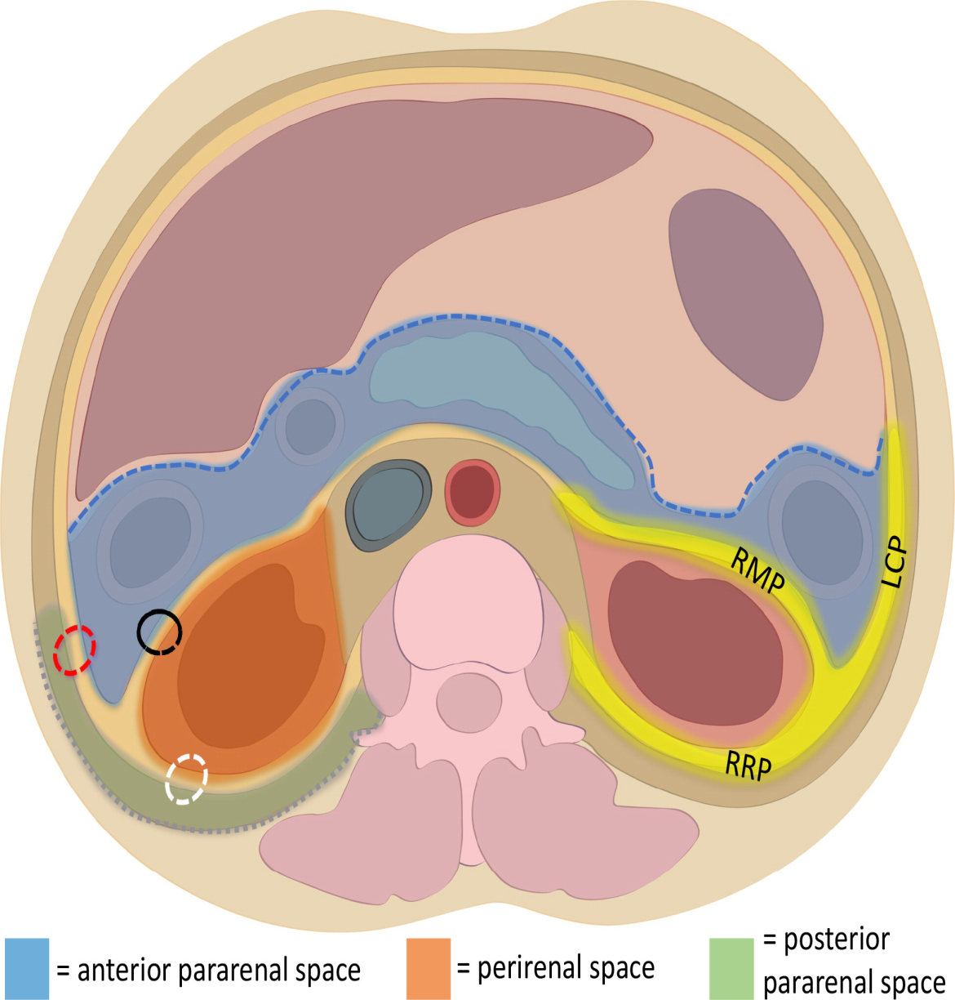 RMP
LCP
RRP
= anterior pararenal space
= perirenal space
= posterior
pararenal space